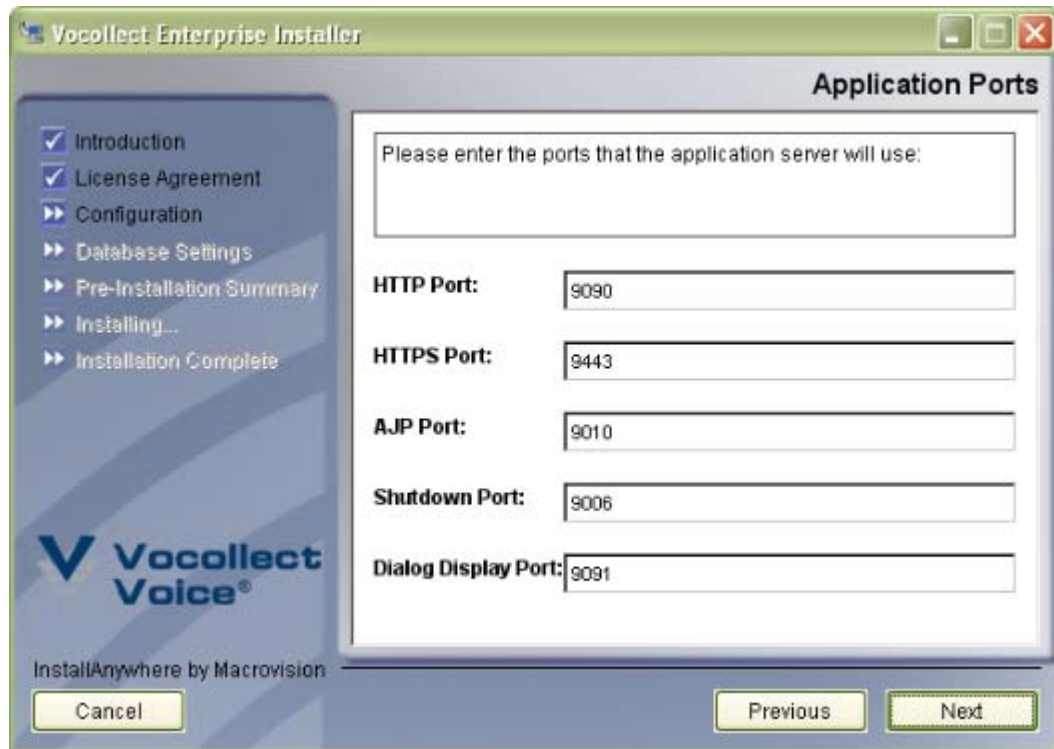 Vocollect Enterprise Installer
Application Ports
Introduction
License Agreement
Configuration
Database Settings
Pre-Installation Summary
Installing...
Installation Complete
Please enter the ports that the application server will use:
HTTP Port: 9090
HTTPS Port: 9443
AJP Port: 9010
Shutdown Port: 9006
Dialog Display Port: 9091
Vocollect
Voice®
InstallAnywhere by Macrovision
Cancel
Previous
Next